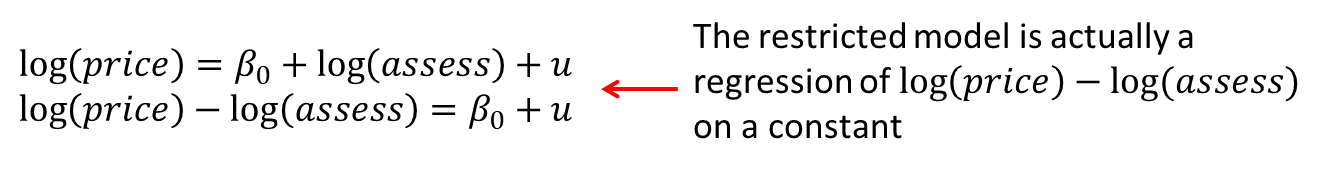 log(price) = β₀ + log(assess) + u
log(price) − log(assess) = β₀ + u
The restricted model is actually a
regression of log(price) − log(assess)
on a constant